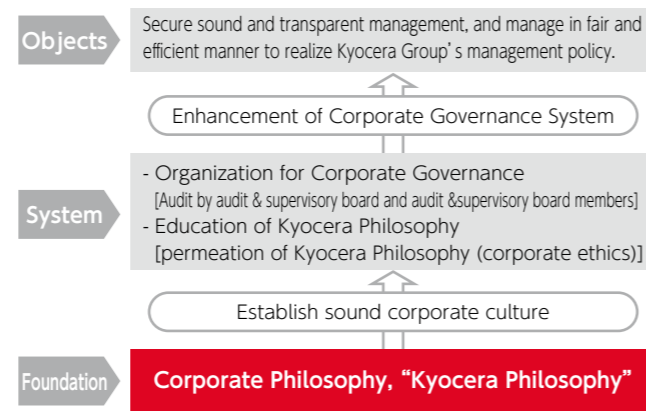 Objects
Secure sound and transparent management, and manage in fair and
efficient manner to realize Kyocera Group's management policy.
Enhancement of Corporate Governance System
System
- Organization for Corporate Governance
[Audit by audit & supervisory board and audit &supervisory board members]
- Education of Kyocera Philosophy
[permeation of Kyocera Philosophy (corporate ethics)]
Establish sound corporate culture
Foundation
Corporate Philosophy, “Kyocera Philosophy”